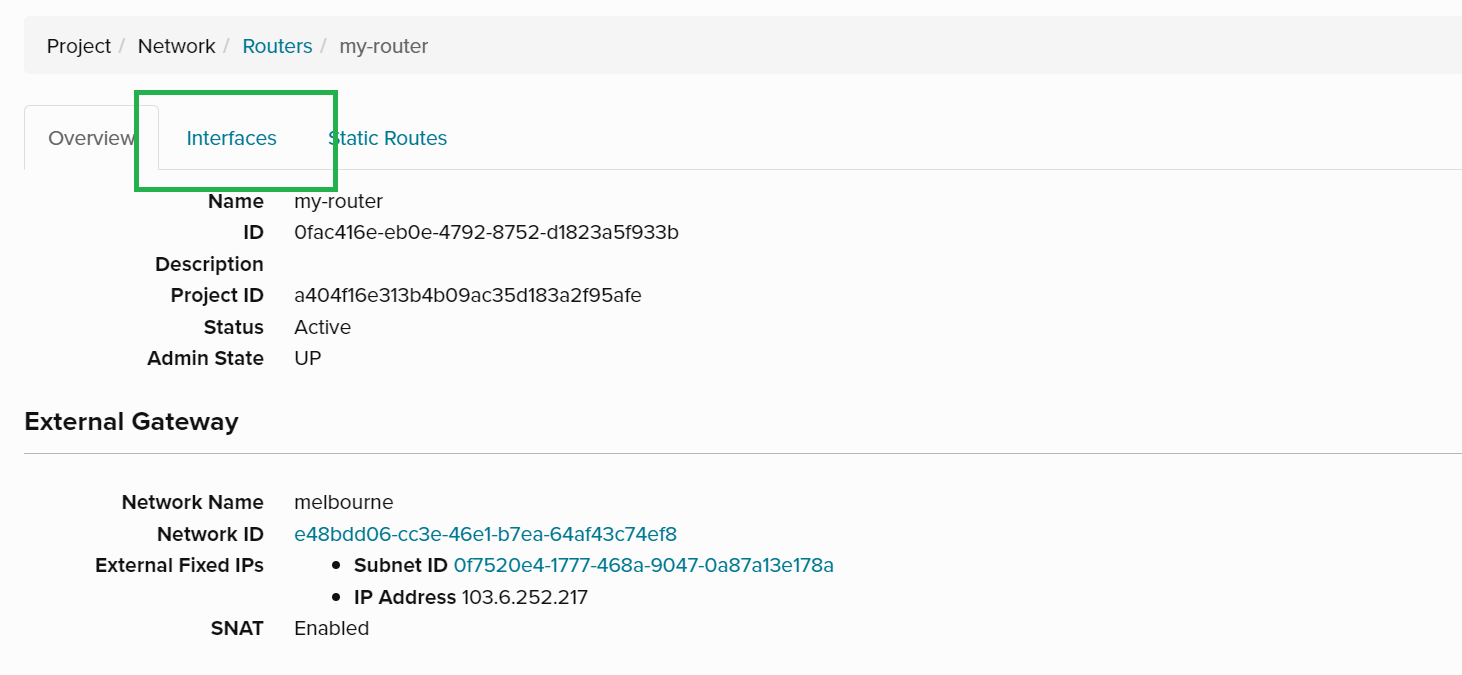 Project / Network / Routers / my-router
Overview Interfaces Static Routes
Name my-router
ID 0fac416e-eb0e-4792-8752-d1823a5f933b
Description
Project ID a404f16e313b4b09ac35d183a2f95afe
Status Active
Admin State UP
External Gateway
Network Name melbourne
Network ID e48bdd06-cc3e-46e1-b7ea-64af43c74ef8
External Fixed IPs • Subnet ID 0f7520e4-1777-468a-9047-0a87a13e178a
• IP Address 103.6.252.217
SNAT Enabled